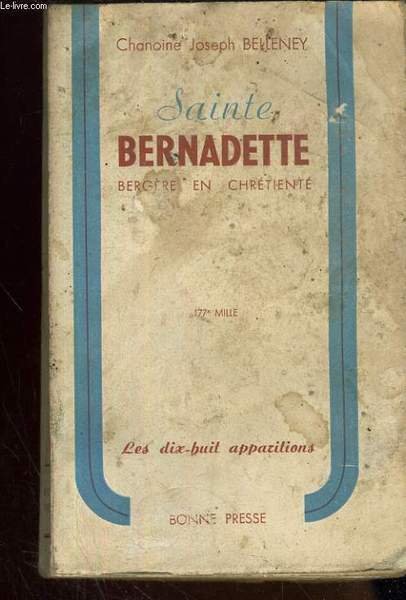 Le-livre.com
Chanoine Joseph BELLENEY
Sainte
BERNADETTE
BERGÈRE EN CHRÉTIENTÉ
177e MILLE
Les dix-huit apparitions
BONNE PRESSE